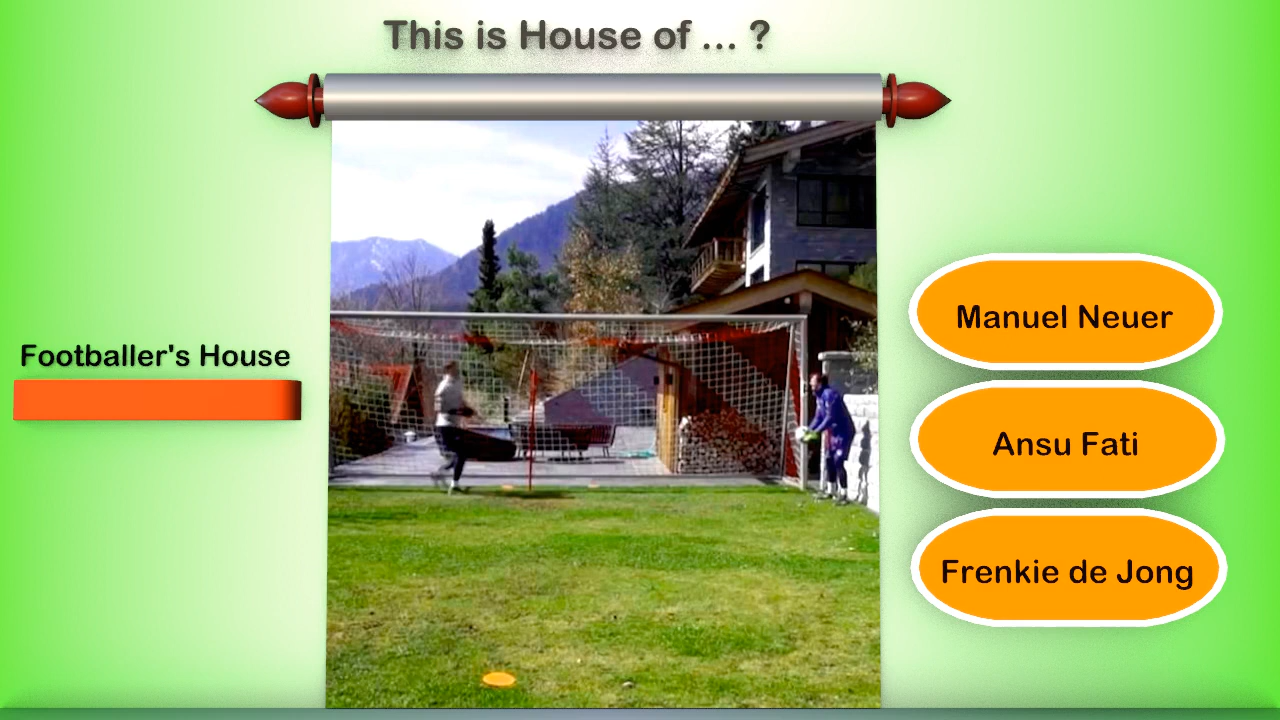 This is House of ... ?
Footballer's House
Manuel Neuer
Ansu Fati
Frenkie de Jong